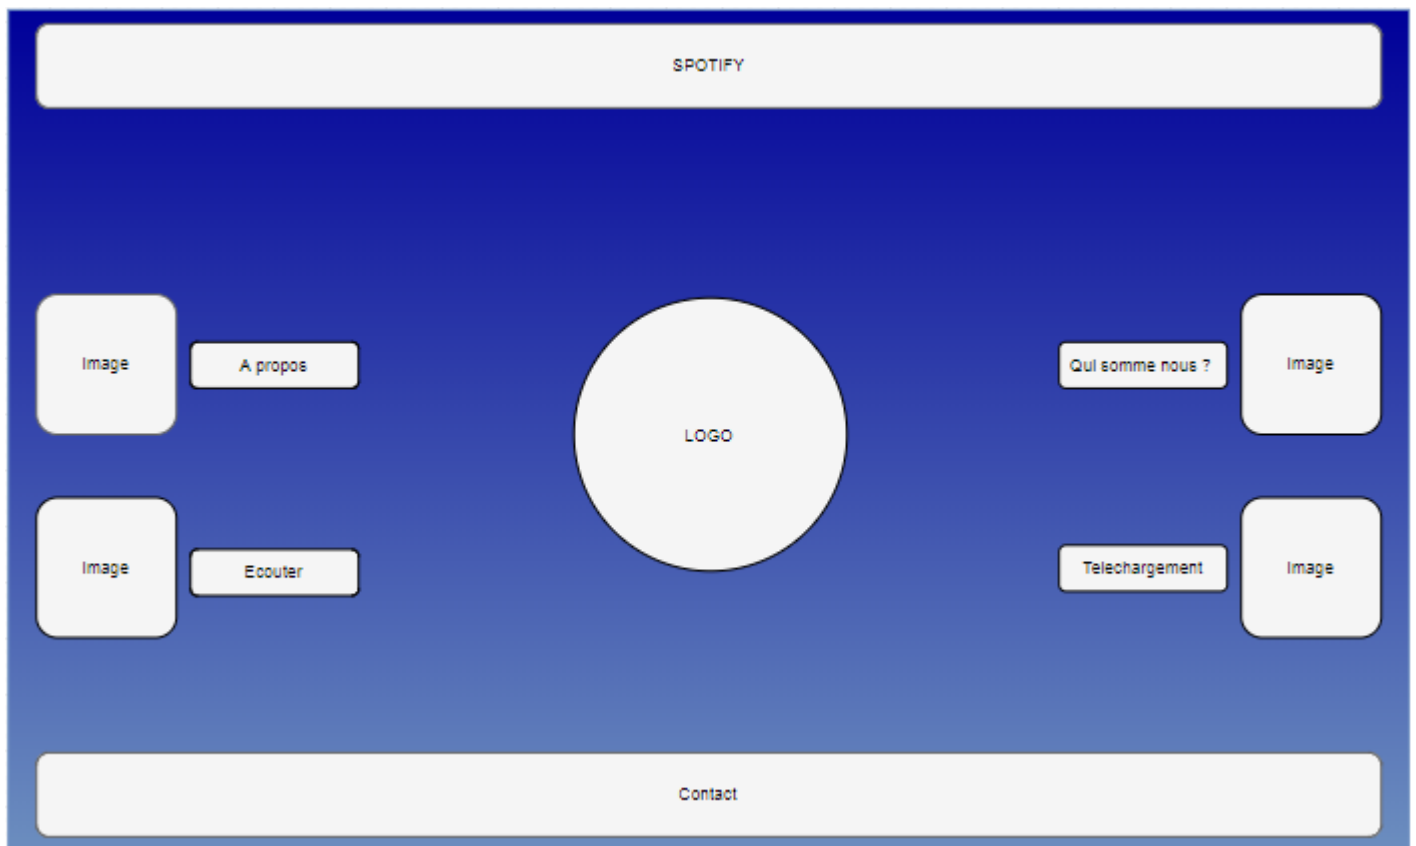 SPOTIFY
Image
A propos
Qui somme nous ?
Image
LOGO
Image
Ecouter
Telechargement
Image
Contact